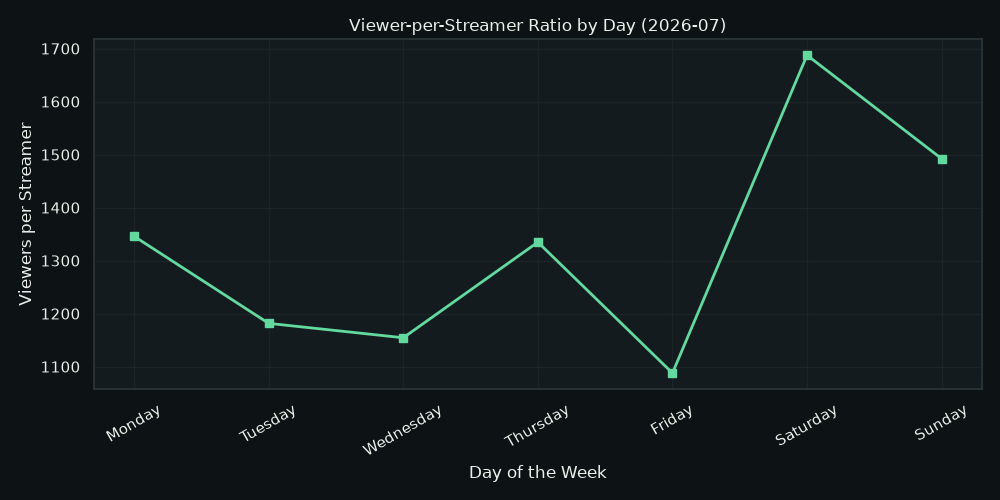 Viewer-per-Streamer Ratio by Day (2026-07)
Viewers per Streamer
1700
1600
1500
1400
1300
1200
1100
Monday
Tuesday
Wednesday
Thursday
Friday
Saturday
Sunday
Day of the Week